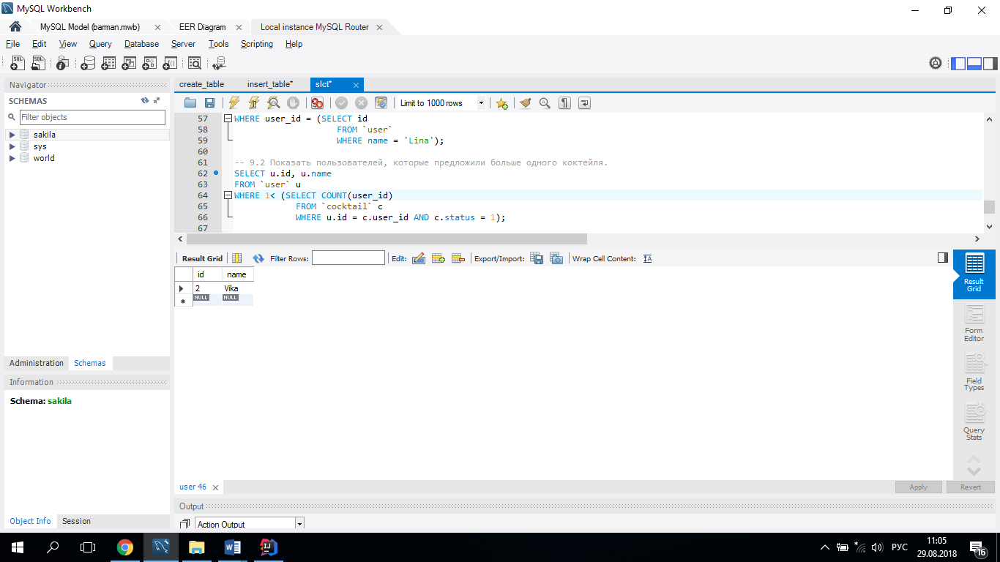 MySQL Workbench
MySQL Model (barman.mwb)
EER Diagram
Local instance MySQL Router
File Edit View Query Database Server Tools Scripting Help
Navigator
SCHEMAS
Filter objects
sakila
sys
world
Administration Schemas
Information
Schema: sakila
Object Info Session
create_table insert_table* slct*
Limit to 1000 rows
57 WHERE user_id = (SELECT id
58 FROM `user`
59 WHERE name = 'Lina');
60
61 -- 9.2 Показать пользователей, которые предложили больше одного коктейля.
62 SELECT u.id, u.name
63 FROM `user` u
64 WHERE 1< (SELECT COUNT(user_id)
65 FROM `cocktail` c
66 WHERE u.id = c.user_id AND c.status = 1);
67
Result Grid Filter Rows: Edit: Export/Import: Wrap Cell Content:
id name
2 Vika
NULL NULL
Result
Grid
Form
Editor
Field
Types
Query
Stats
user 46
Apply Revert
Output
Action Output
РУС
11:05
29.08.2018
16